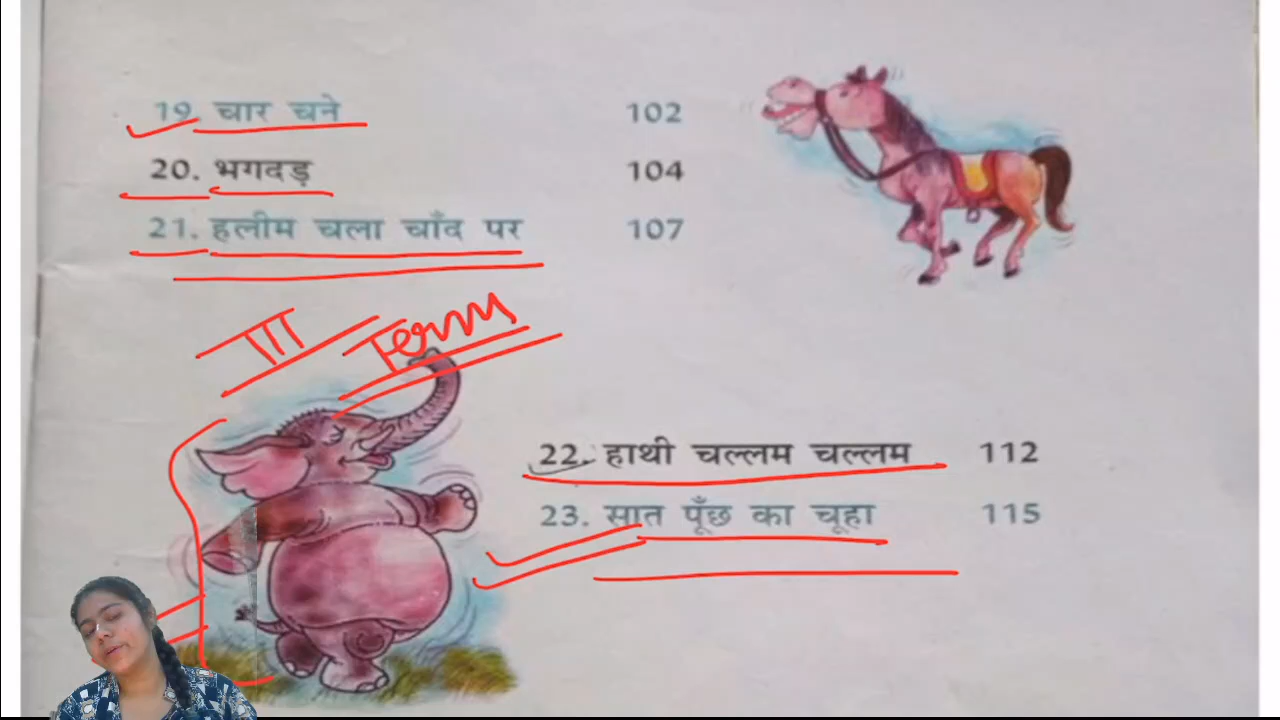 19. चार चने 102
20. भगदड़ 104
21. हलीम चला चाँद पर 107
III Term
22. हाथी चल्लम चल्लम 112
23. सात पूँछ का चूहा 115